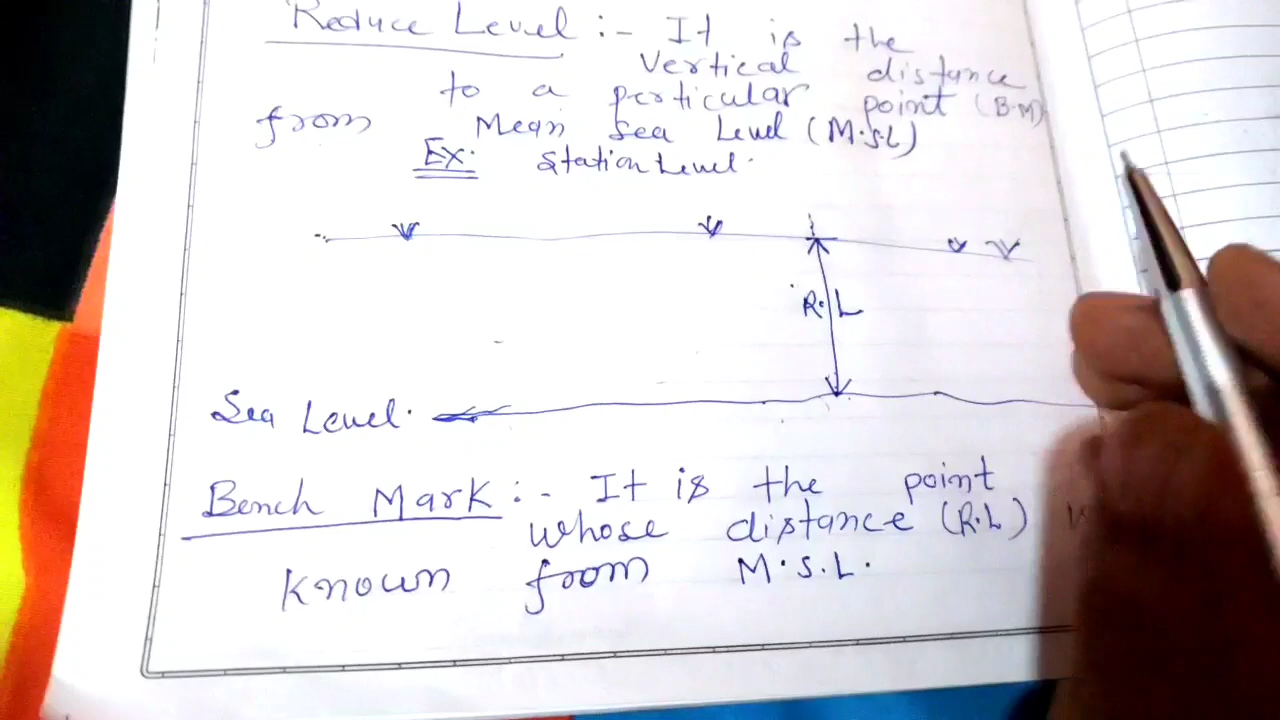 Reduce Level :- It is the
vertical distance
to a perticular point (B.M)
from Mean Sea Level (M.S.L)
Ex: Station Level.
R.L
Sea Level.
Bench Mark :- It is the point
whose distance (R.L)
known from M.S.L.